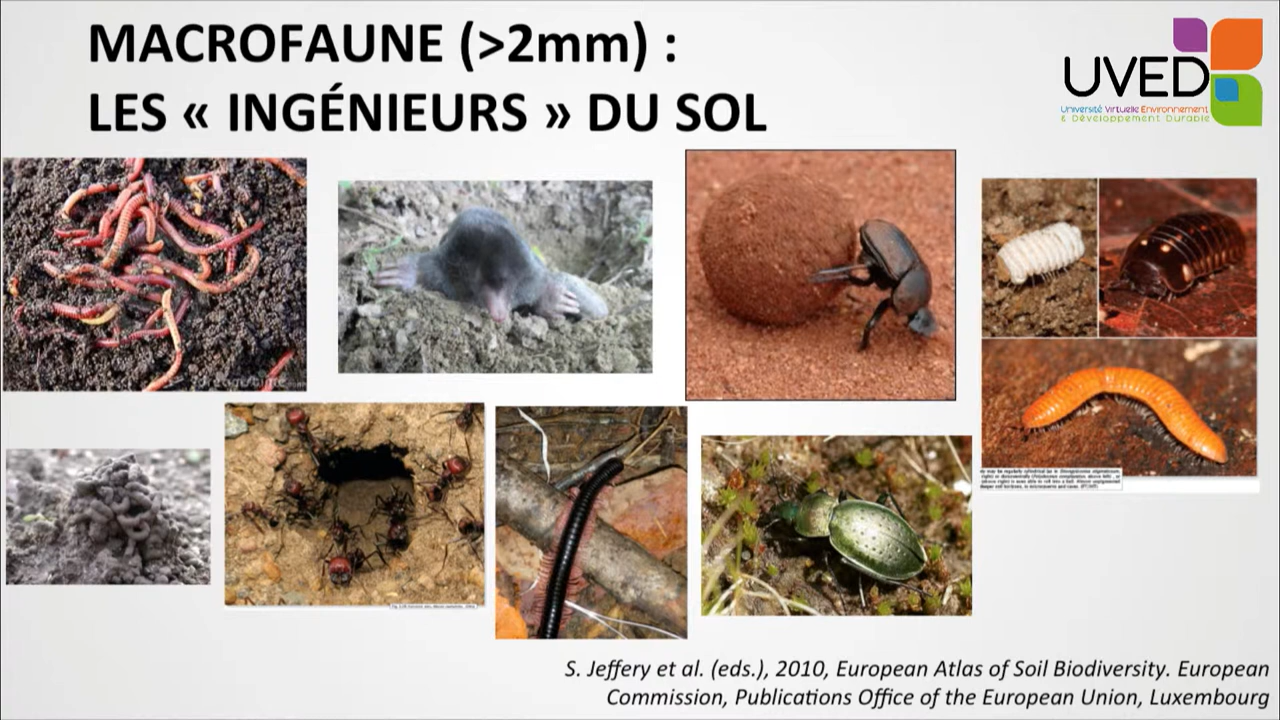 MACROFAUNE (>2mm) :
LES « INGÉNIEURS » DU SOL
UVED
Université Virtuelle Environnement
& Développement Durable
S. Jeffery et al. (eds.), 2010, European Atlas of Soil Biodiversity. European
Commission, Publications Office of the European Union, Luxembourg